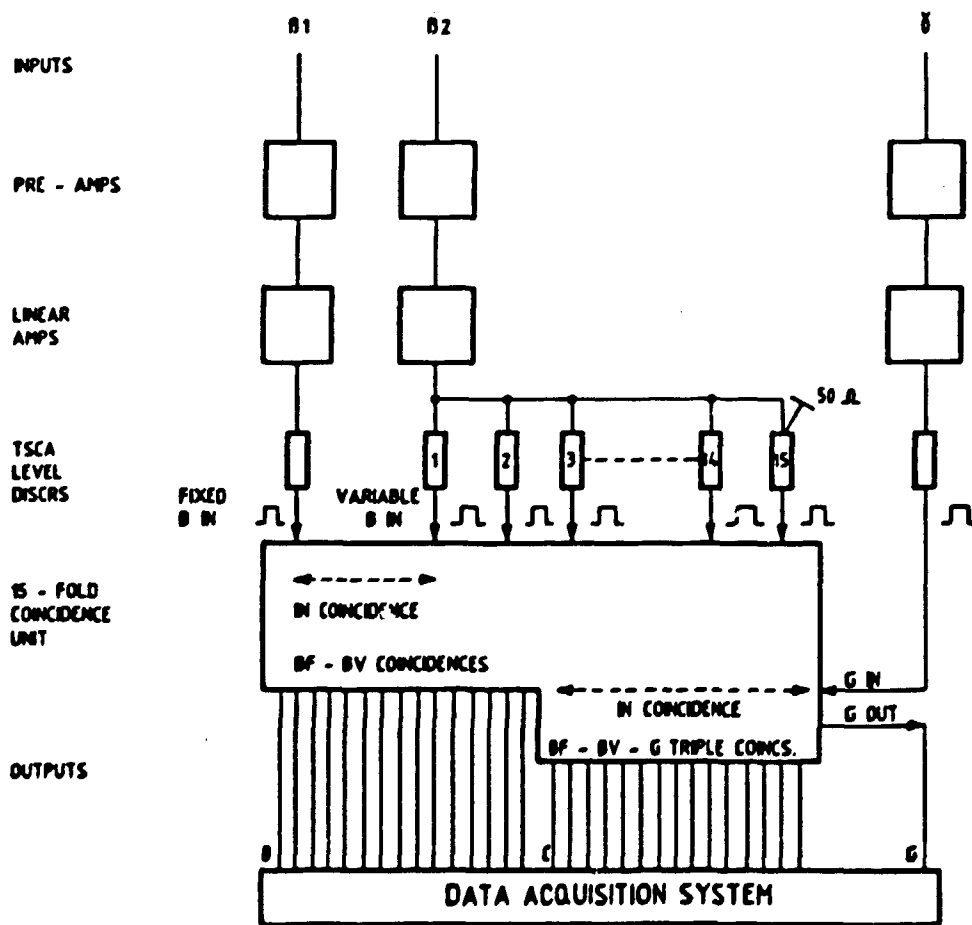 B1 B2 γ
INPUTS
PRE - AMPS
LINEAR
AMPS
50 Ω
TSCA
LEVEL
DISCRS
1 2 3 14 15
FIXED
B IN
VARIABLE
B IN
15 - FOLD
COINCIDENCE
UNIT
IN COINCIDENCE
BF - BV COINCIDENCES
G IN
IN COINCIDENCE
G OUT
BF - BV - G TRIPLE COINCS.
OUTPUTS
B C G
DATA ACQUISITION SYSTEM